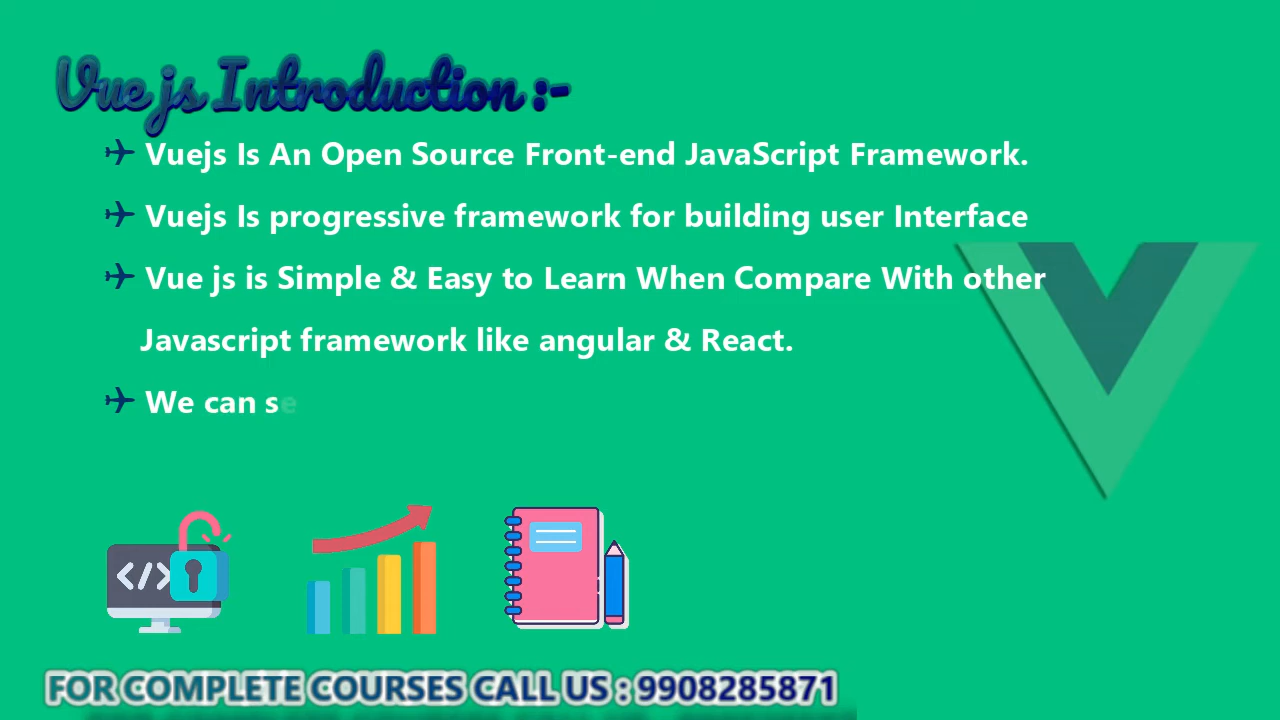 Vue js Introduction :-
Vuejs Is An Open Source Front-end JavaScript Framework.
Vuejs Is progressive framework for building user Interface
Vue js is Simple & Easy to Learn When Compare With other
Javascript framework like angular & React.
We can se
</>
FOR COMPLETE COURSES CALL US : 9908285871